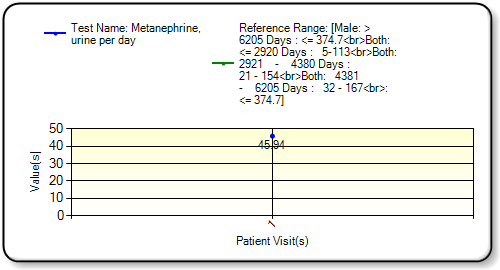 Test Name: Metanephrine,
urine per day
Reference Range: [Male: >
6205 Days : <= 374.7<br>Both:
<= 2920 Days :   5-113<br>Both:
2921    -    4380 Days :
21 - 154<br>Both:   4381
-    6205 Days :   32 - 167<br>:
<= 374.7]
50
40
30
20
10
0
Value(s)
45.94
1
Patient Visit(s)